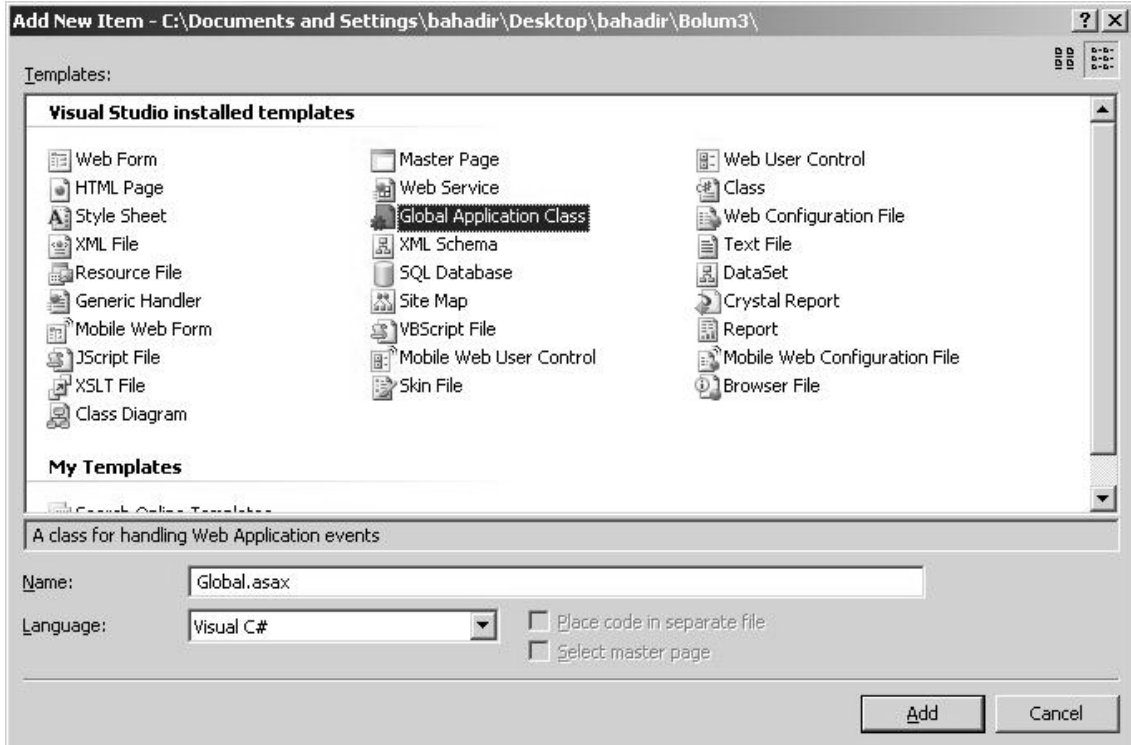 Add New Item - C:\Documents and Settings\bahadir\Desktop\bahadir\Bolum3\
Templates:
Visual Studio installed templates
Web Form Master Page Web User Control
HTML Page Web Service Class
Style Sheet Global Application Class Web Configuration File
XML File XML Schema Text File
Resource File SQL Database DataSet
Generic Handler Site Map Crystal Report
Mobile Web Form VBScript File Report
JScript File Mobile Web User Control Mobile Web Configuration File
XSLT File Skin File Browser File
Class Diagram
My Templates
Search Online Templates
A class for handling Web Application events
Name: Global.asax
Language: Visual C# Place code in separate file
Select master page
Add Cancel